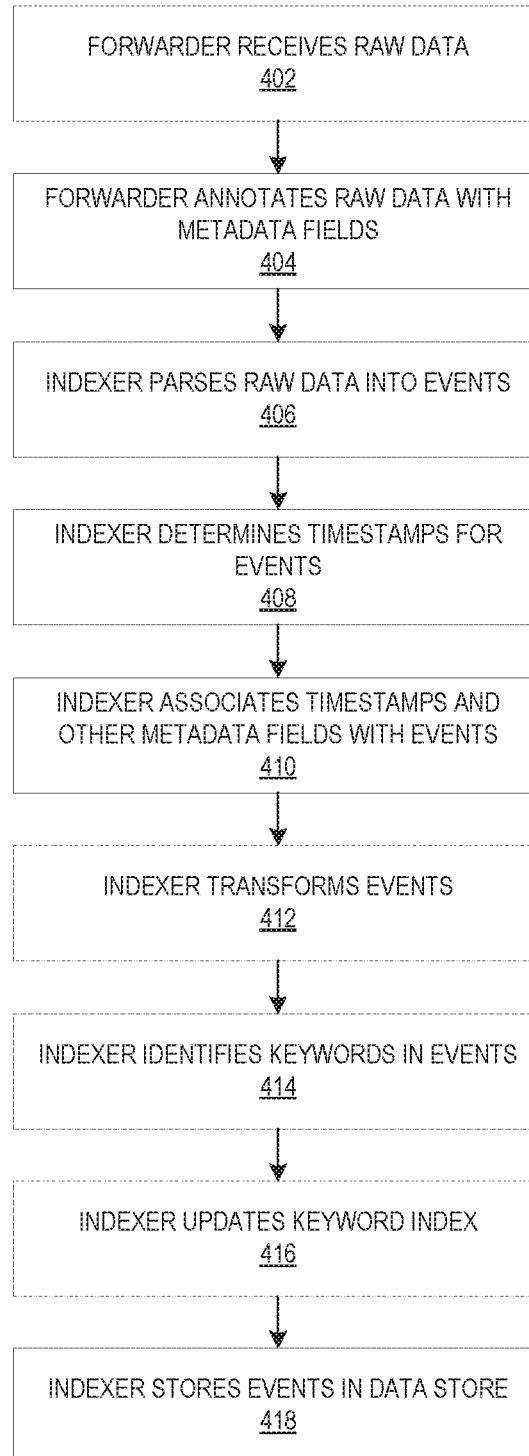 FORWARDER RECEIVES RAW DATA
402
FORWARDER ANNOTATES RAW DATA WITH
METADATA FIELDS
404
INDEXER PARSES RAW DATA INTO EVENTS
406
INDEXER DETERMINES TIMESTAMPS FOR
EVENTS
408
INDEXER ASSOCIATES TIMESTAMPS AND
OTHER METADATA FIELDS WITH EVENTS
410
INDEXER TRANSFORMS EVENTS
412
INDEXER IDENTIFIES KEYWORDS IN EVENTS
414
INDEXER UPDATES KEYWORD INDEX
416
INDEXER STORES EVENTS IN DATA STORE
418